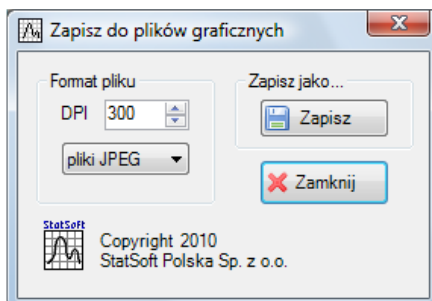 Zapisz do plików graficznych
Format pliku
DPI 300
pliki JPEG
Zapisz jako...
Zapisz
Zamknij
StatSoft
Copyright 2010
StatSoft Polska Sp. z o.o.